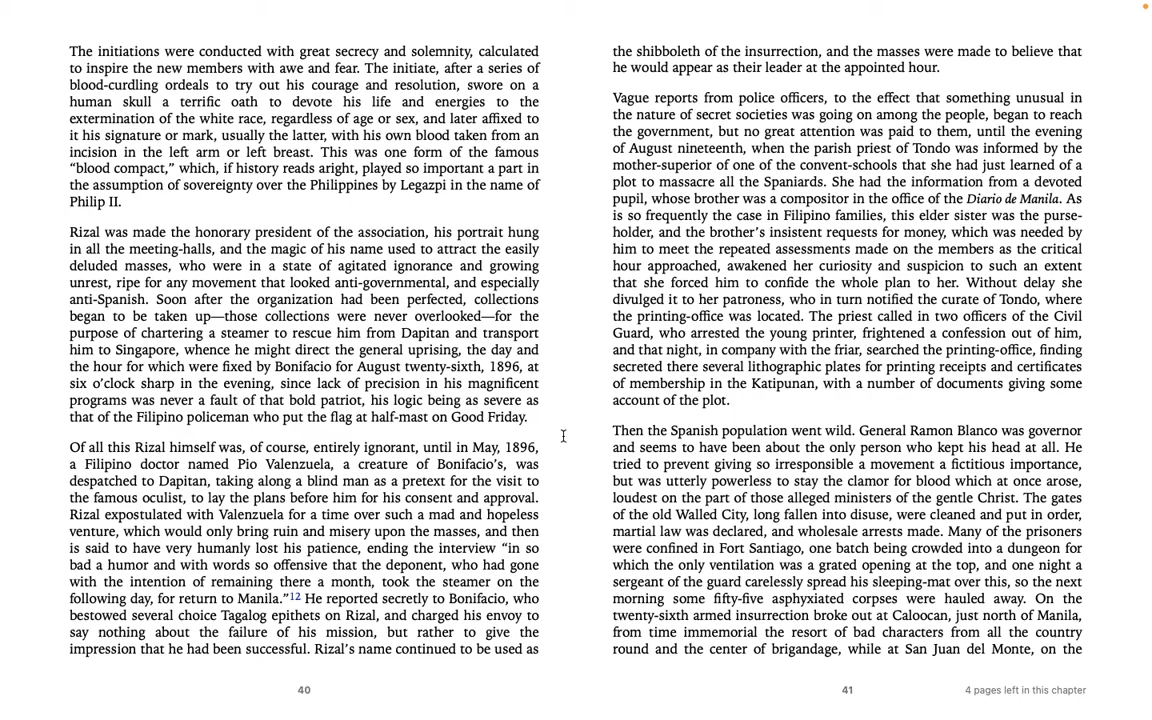 The initiations were conducted with great secrecy and solemnity, calculated
to inspire the new members with awe and fear. The initiate, after a series of
blood-curdling ordeals to try out his courage and resolution, swore on a
human skull a terrific oath to devote his life and energies to the
extermination of the white race, regardless of age or sex, and later affixed to
it his signature or mark, usually the latter, with his own blood taken from an
incision in the left arm or left breast. This was one form of the famous
“blood compact,” which, if history reads aright, played so important a part in
the assumption of sovereignty over the Philippines by Legazpi in the name of
Philip II.
Rizal was made the honorary president of the association, his portrait hung
in all the meeting-halls, and the magic of his name used to attract the easily
deluded masses, who were in a state of agitated ignorance and growing
unrest, ripe for any movement that looked anti-governmental, and especially
anti-Spanish. Soon after the organization had been perfected, collections
began to be taken up—those collections were never overlooked—for the
purpose of chartering a steamer to rescue him from Dapitan and transport
him to Singapore, whence he might direct the general uprising, the day and
the hour for which were fixed by Bonifacio for August twenty-sixth, 1896, at
six o’clock sharp in the evening, since lack of precision in his magnificent
programs was never a fault of that bold patriot, his logic being as severe as
that of the Filipino policeman who put the flag at half-mast on Good Friday.
Of all this Rizal himself was, of course, entirely ignorant, until in May, 1896,
a Filipino doctor named Pio Valenzuela, a creature of Bonifacio’s, was
despatched to Dapitan, taking along a blind man as a pretext for the visit to
the famous oculist, to lay the plans before him for his consent and approval.
Rizal expostulated with Valenzuela for a time over such a mad and hopeless
venture, which would only bring ruin and misery upon the masses, and then
is said to have very humanly lost his patience, ending the interview “in so
bad a humor and with words so offensive that the deponent, who had gone
with the intention of remaining there a month, took the steamer on the
following day, for return to Manila.”12 He reported secretly to Bonifacio, who
bestowed several choice Tagalog epithets on Rizal, and charged his envoy to
say nothing about the failure of his mission, but rather to give the
impression that he had been successful. Rizal’s name continued to be used as
40
the shibboleth of the insurrection, and the masses were made to believe that
he would appear as their leader at the appointed hour.
Vague reports from police officers, to the effect that something unusual in
the nature of secret societies was going on among the people, began to reach
the government, but no great attention was paid to them, until the evening
of August nineteenth, when the parish priest of Tondo was informed by the
mother-superior of one of the convent-schools that she had just learned of a
plot to massacre all the Spaniards. She had the information from a devoted
pupil, whose brother was a compositor in the office of the Diario de Manila. As
is so frequently the case in Filipino families, this elder sister was the purse-
holder, and the brother’s insistent requests for money, which was needed by
him to meet the repeated assessments made on the members as the critical
hour approached, awakened her curiosity and suspicion to such an extent
that she forced him to confide the whole plan to her. Without delay she
divulged it to her patroness, who in turn notified the curate of Tondo, where
the printing-office was located. The priest called in two officers of the Civil
Guard, who arrested the young printer, frightened a confession out of him,
and that night, in company with the friar, searched the printing-office, finding
secreted there several lithographic plates for printing receipts and certificates
of membership in the Katipunan, with a number of documents giving some
account of the plot.
Then the Spanish population went wild. General Ramon Blanco was governor
and seems to have been about the only person who kept his head at all. He
tried to prevent giving so irresponsible a movement a fictitious importance,
but was utterly powerless to stay the clamor for blood which at once arose,
loudest on the part of those alleged ministers of the gentle Christ. The gates
of the old Walled City, long fallen into disuse, were cleaned and put in order,
martial law was declared, and wholesale arrests made. Many of the prisoners
were confined in Fort Santiago, one batch being crowded into a dungeon for
which the only ventilation was a grated opening at the top, and one night a
sergeant of the guard carelessly spread his sleeping-mat over this, so the next
morning some fifty-five asphyxiated corpses were hauled away. On the
twenty-sixth armed insurrection broke out at Caloocan, just north of Manila,
from time immemorial the resort of bad characters from all the country
round and the center of brigandage, while at San Juan del Monte, on the
41
4 pages left in this chapter